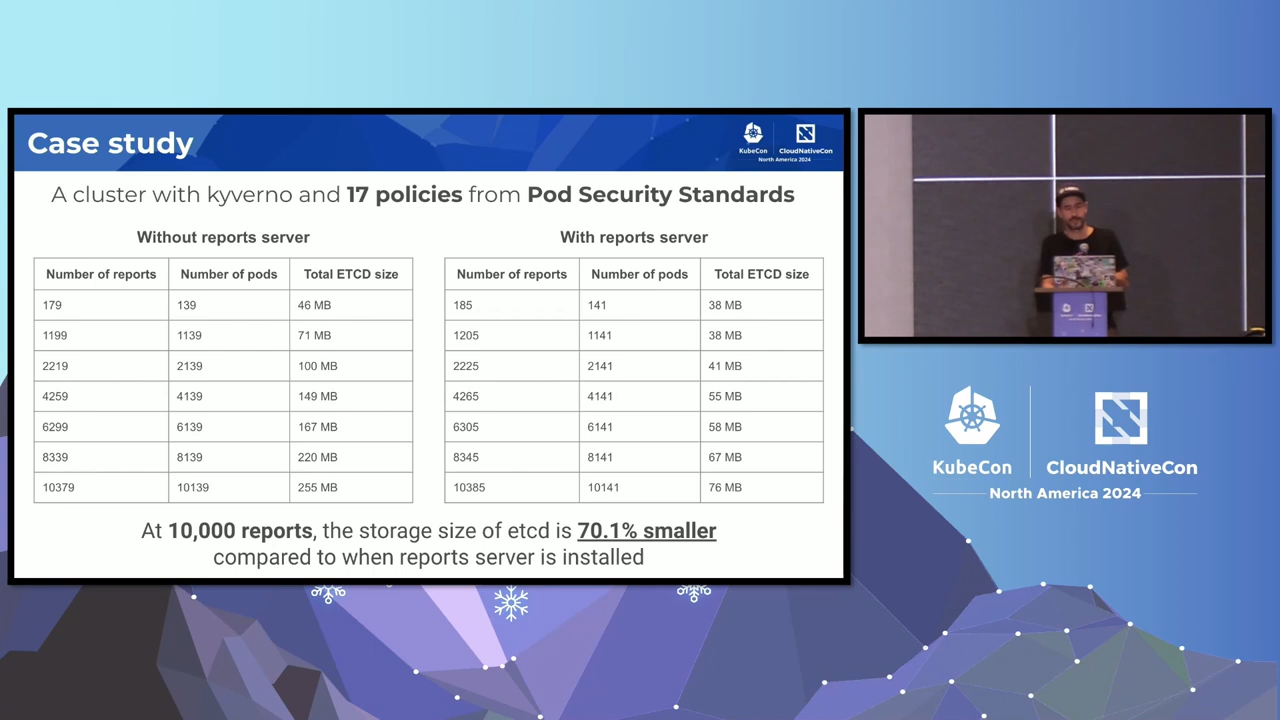 Case study
KubeCon
CloudNativeCon
North America 2024
A cluster with kyverno and 17 policies from Pod Security Standards
Without reports server
Number of reports Number of pods Total ETCD size
179 139 46 MB
1199 1139 71 MB
2219 2139 100 MB
4259 4139 149 MB
6299 6139 167 MB
8339 8139 220 MB
10379 10139 255 MB
With reports server
Number of reports Number of pods Total ETCD size
185 141 38 MB
1205 1141 38 MB
2225 2141 41 MB
4265 4141 55 MB
6305 6141 58 MB
8345 8141 67 MB
10385 10141 76 MB
At 10,000 reports, the storage size of etcd is 70.1% smaller
compared to when reports server is installed
KubeCon
CloudNativeCon
North America 2024